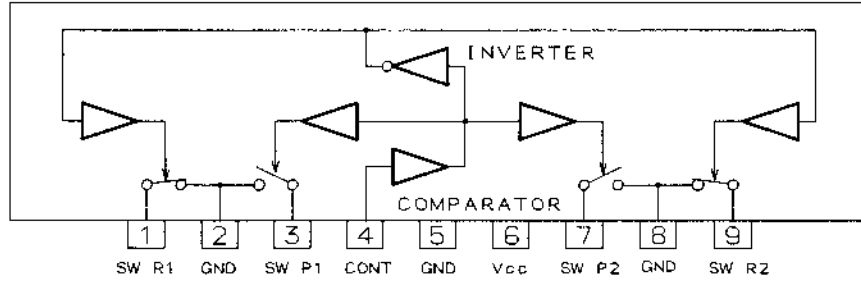 INVERTER
COMPARATOR
1 2 3 4 5 6 7 8 9
SW R1 GND SW P1 CONT GND Vcc SW P2 GND SW R2